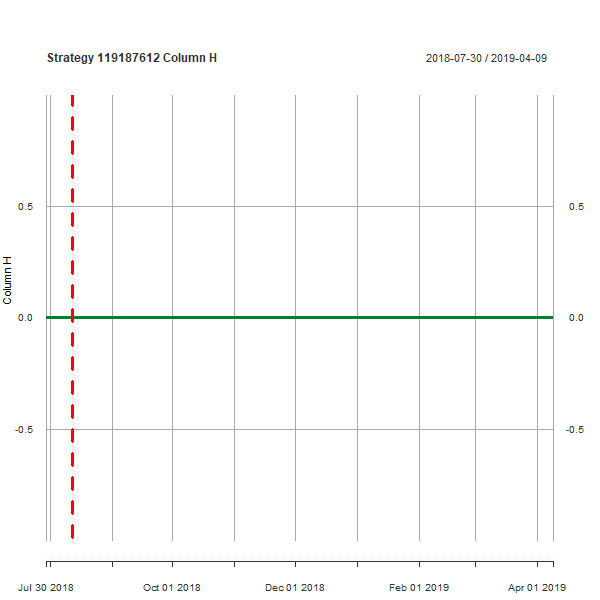 Strategy 119187612 Column H 2018-07-30 / 2019-04-09
0.5 0.5
Column H
0.0 0.0
-0.5 -0.5
Jul 30 2018 Oct 01 2018 Dec 01 2018 Feb 01 2019 Apr 01 2019